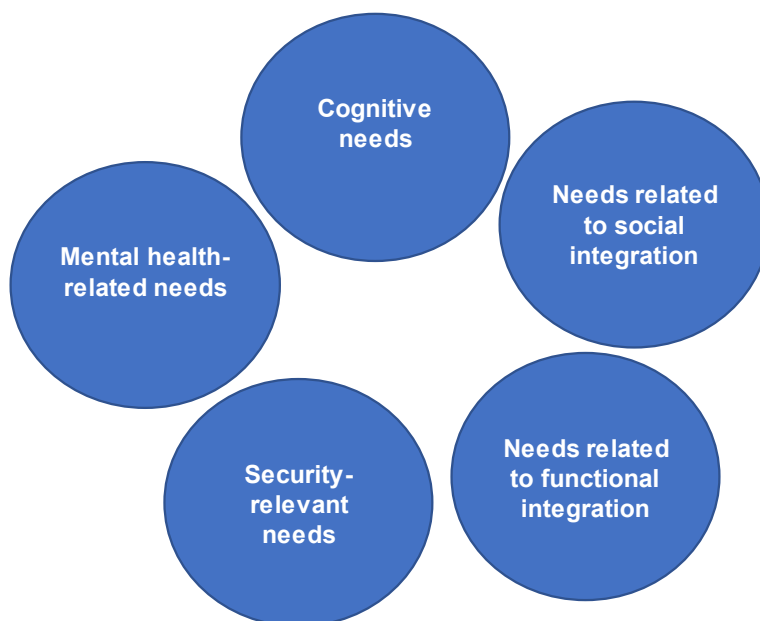 Cognitive
needs
Needs related
to social
integration
Mental health-
related needs
Needs related
to functional
integration
Security-
relevant
needs